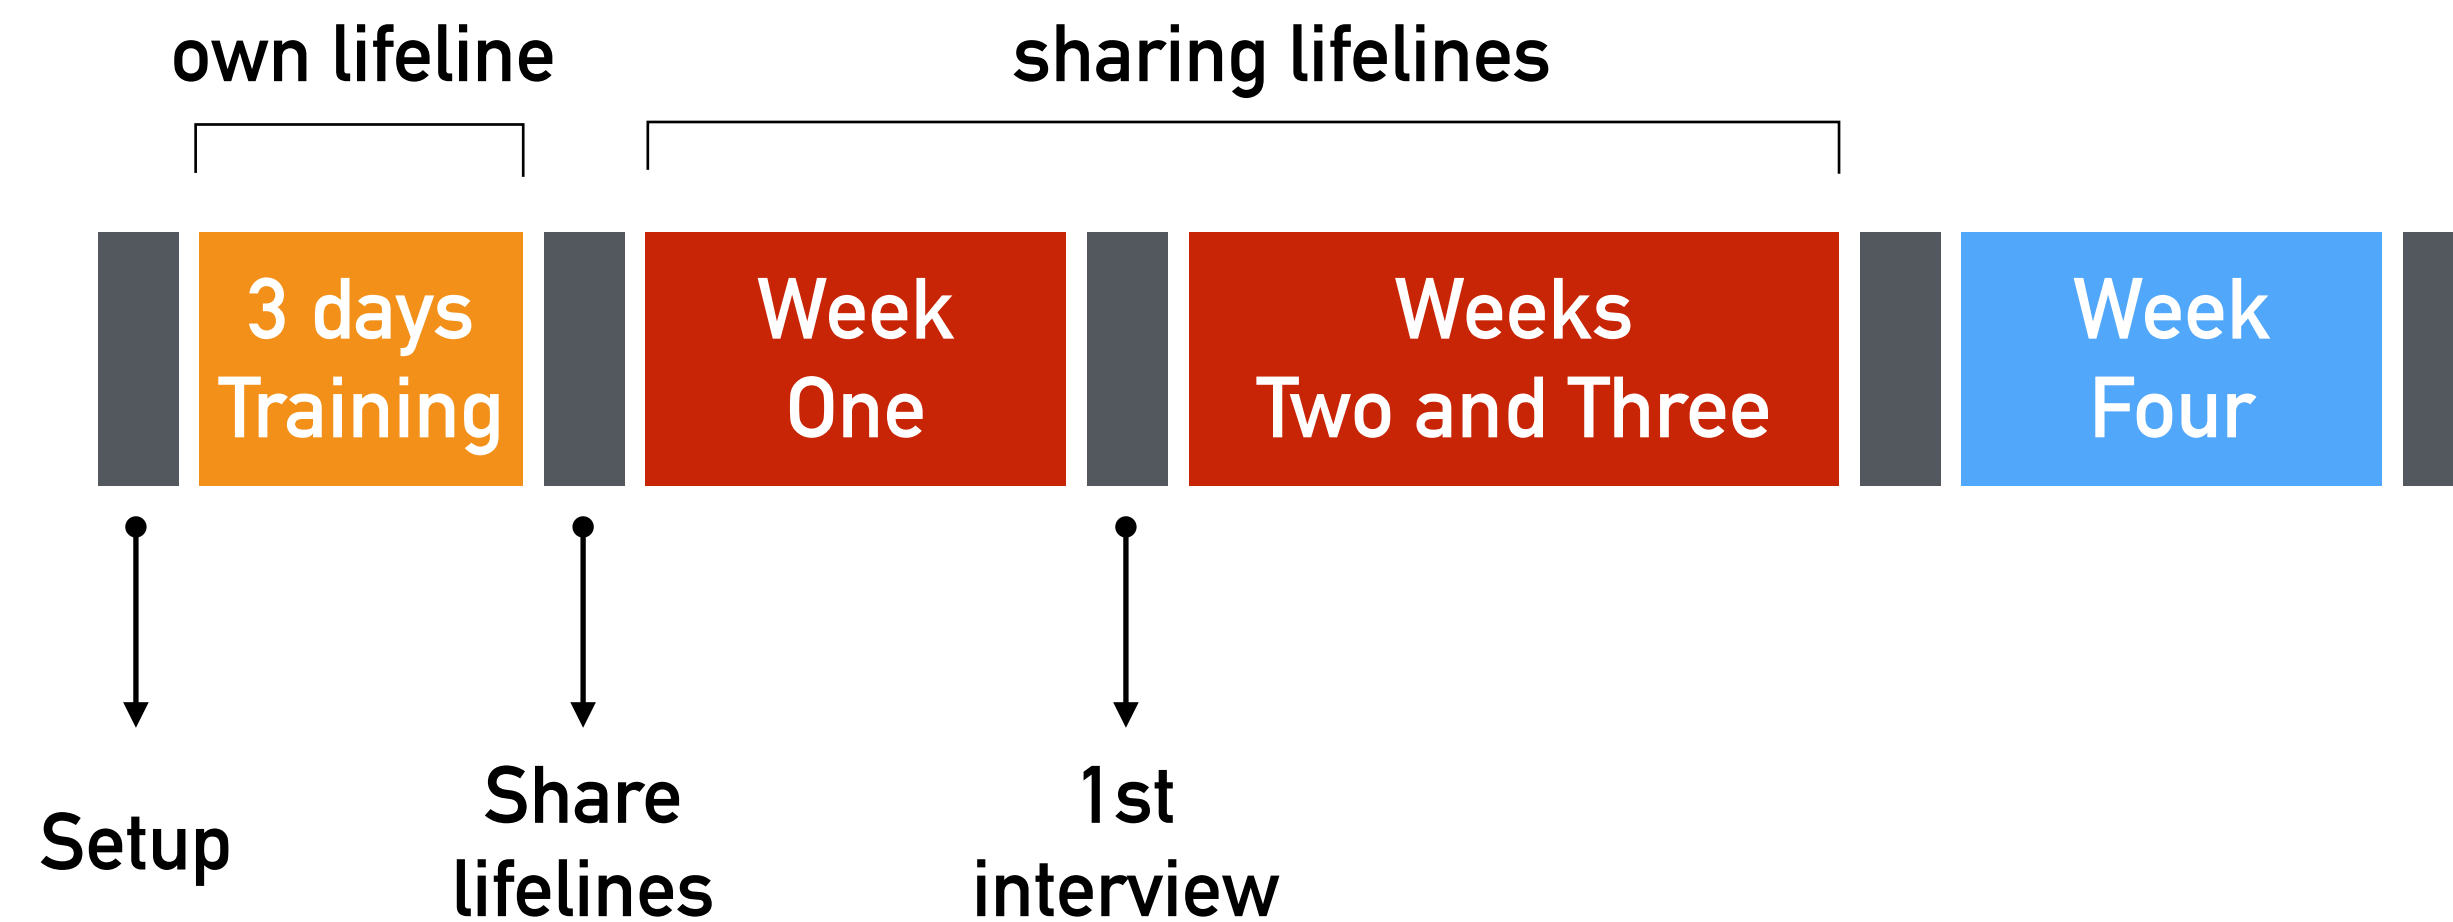 own lifeline
sharing lifelines
3 days
Training
Week
One
Weeks
Two and Three
Week
Four
Setup
Share
lifelines
1st
interview